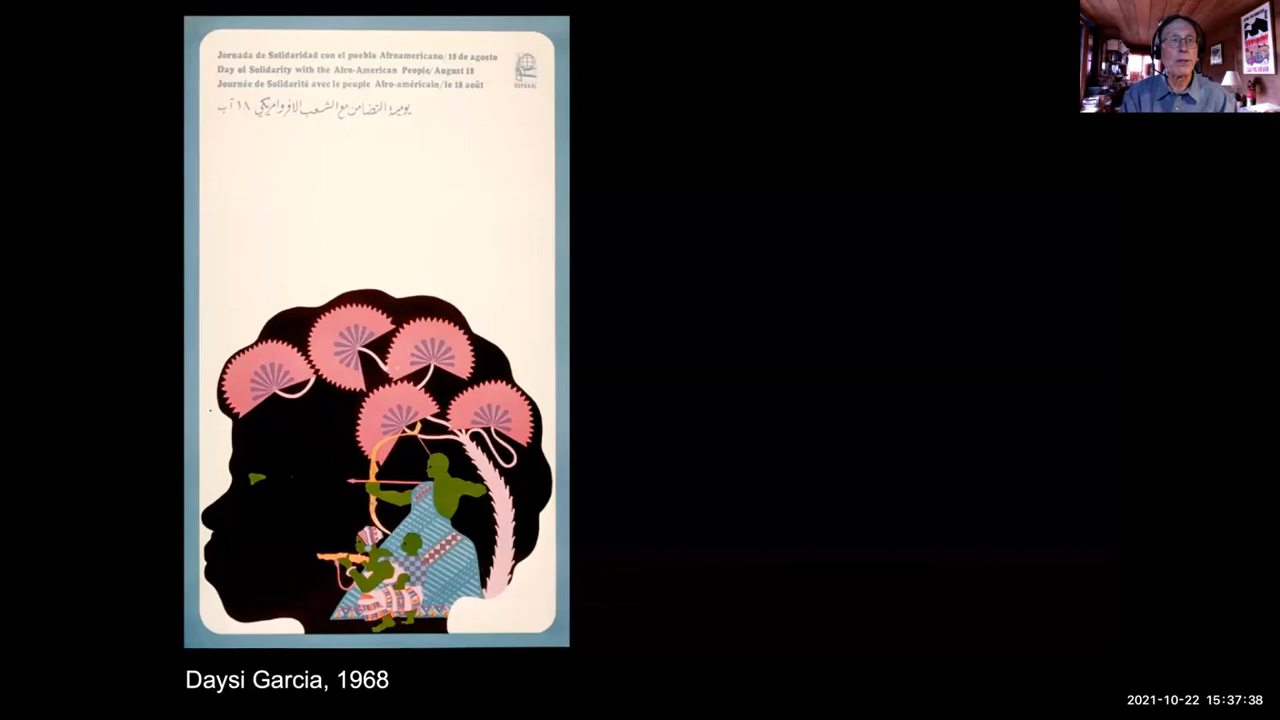 Jornada de Solidaridad con el pueblo Afroamericano/18 de agosto
Day of Solidarity with the Afro-American People/August 18
Journée de Solidarité avec le peuple Afro-américain/le 18 août
يومية التضامن مع الشعب الافروامريكي ١٨ آب
OSPAAAL
Daysi Garcia, 1968
2021-10-22 15:37:38